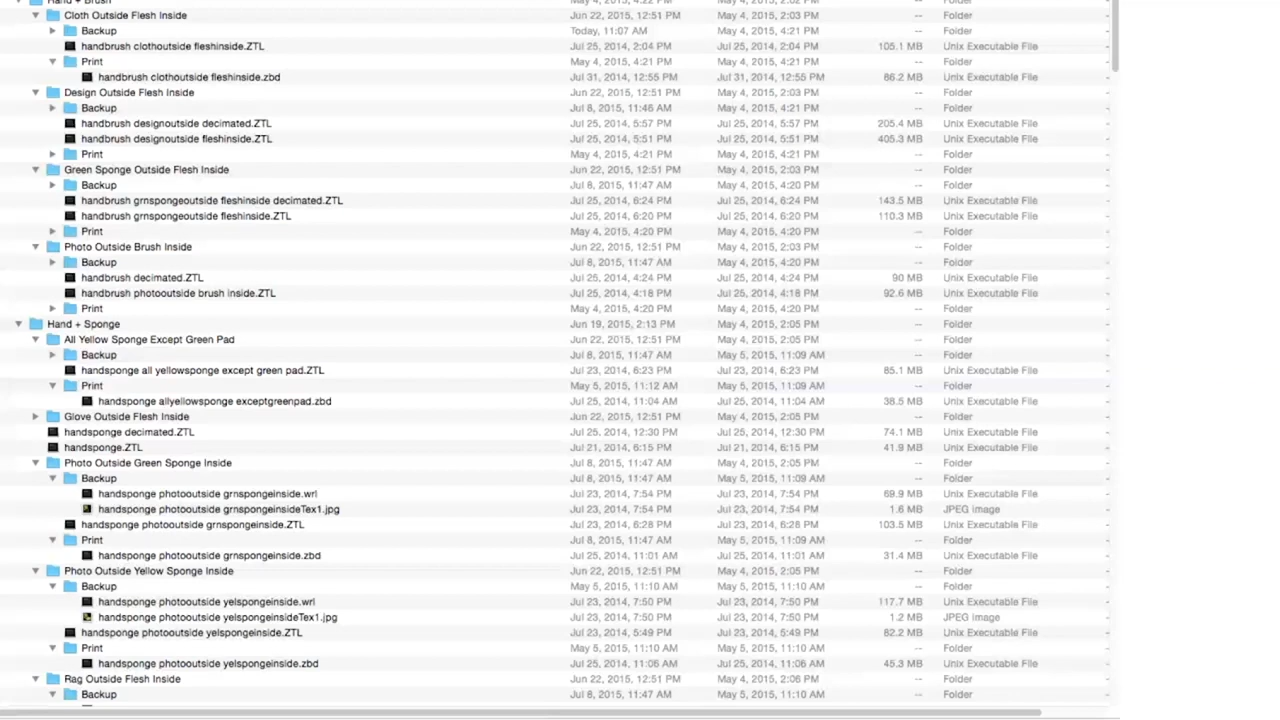 Hand + Brush May 4, 2015, 4:22 PM May 4, 2015, 2:02 PM -- Folder
Cloth Outside Flesh Inside Jun 22, 2015, 12:51 PM May 4, 2015, 2:03 PM -- Folder
Backup Today, 11:07 AM May 4, 2015, 4:21 PM -- Folder
handbrush clothoutside fleshinside.ZTL Jul 25, 2014, 2:04 PM Jul 25, 2014, 2:04 PM 105.1 MB Unix Executable File
Print May 4, 2015, 4:21 PM May 4, 2015, 4:21 PM -- Folder
handbrush clothoutside fleshinside.zbd Jul 31, 2014, 12:55 PM Jul 31, 2014, 12:55 PM 86.2 MB Unix Executable File
Design Outside Flesh Inside Jun 22, 2015, 12:51 PM May 4, 2015, 2:03 PM -- Folder
Backup Jul 8, 2015, 11:46 AM May 4, 2015, 4:21 PM -- Folder
handbrush designoutside decimated.ZTL Jul 25, 2014, 5:57 PM Jul 25, 2014, 5:57 PM 205.4 MB Unix Executable File
handbrush designoutside fleshinside.ZTL Jul 25, 2014, 5:51 PM Jul 25, 2014, 5:51 PM 405.3 MB Unix Executable File
Print May 4, 2015, 4:21 PM May 4, 2015, 4:21 PM -- Folder
Green Sponge Outside Flesh Inside Jun 22, 2015, 12:51 PM May 4, 2015, 2:03 PM -- Folder
Backup Jul 8, 2015, 11:47 AM May 4, 2015, 4:20 PM -- Folder
handbrush grnspongeoutside fleshinside decimated.ZTL Jul 25, 2014, 6:24 PM Jul 25, 2014, 6:24 PM 143.5 MB Unix Executable File
handbrush grnspongeoutside fleshinside.ZTL Jul 25, 2014, 6:20 PM Jul 25, 2014, 6:20 PM 110.3 MB Unix Executable File
Print May 4, 2015, 4:20 PM May 4, 2015, 4:20 PM -- Folder
Photo Outside Brush Inside Jun 22, 2015, 12:51 PM May 4, 2015, 2:03 PM -- Folder
Backup Jul 8, 2015, 11:47 AM May 4, 2015, 4:20 PM -- Folder
handbrush decimated.ZTL Jul 25, 2014, 4:24 PM Jul 25, 2014, 4:24 PM 90 MB Unix Executable File
handbrush photooutside brush inside.ZTL Jul 25, 2014, 4:18 PM Jul 25, 2014, 4:18 PM 92.6 MB Unix Executable File
Print May 4, 2015, 4:20 PM May 4, 2015, 4:20 PM -- Folder
Hand + Sponge Jun 19, 2015, 2:13 PM May 4, 2015, 2:05 PM -- Folder
All Yellow Sponge Except Green Pad Jun 22, 2015, 12:51 PM May 4, 2015, 2:05 PM -- Folder
Backup Jul 8, 2015, 11:47 AM May 5, 2015, 11:09 AM -- Folder
handsponge all yellowsponge except green pad.ZTL Jul 23, 2014, 6:23 PM Jul 23, 2014, 6:23 PM 85.1 MB Unix Executable File
Print May 5, 2015, 11:12 AM May 5, 2015, 11:09 AM -- Folder
handsponge allyellowsponge exceptgreenpad.zbd Jul 25, 2014, 11:04 AM Jul 25, 2014, 11:04 AM 38.5 MB Unix Executable File
Glove Outside Flesh Inside Jun 22, 2015, 12:51 PM May 4, 2015, 2:05 PM -- Folder
handsponge decimated.ZTL Jul 25, 2014, 12:30 PM Jul 25, 2014, 12:30 PM 74.1 MB Unix Executable File
handsponge.ZTL Jul 21, 2014, 6:15 PM Jul 21, 2014, 6:15 PM 41.9 MB Unix Executable File
Photo Outside Green Sponge Inside Jul 8, 2015, 11:47 AM May 4, 2015, 2:05 PM -- Folder
Backup Jul 8, 2015, 11:47 AM May 5, 2015, 11:09 AM -- Folder
handsponge photooutside grnspongeinside.wrl Jul 23, 2014, 7:54 PM Jul 23, 2014, 7:54 PM 69.9 MB Unix Executable File
handsponge photooutside grnspongeinsideTex1.jpg Jul 23, 2014, 7:54 PM Jul 23, 2014, 7:54 PM 1.6 MB JPEG image
handsponge photooutside grnspongeinside.ZTL Jul 23, 2014, 6:28 PM Jul 23, 2014, 6:28 PM 103.5 MB Unix Executable File
Print Jul 8, 2015, 11:47 AM May 5, 2015, 11:09 AM -- Folder
handsponge photooutside grnspongeinside.zbd Jul 25, 2014, 11:01 AM Jul 25, 2014, 11:01 AM 31.4 MB Unix Executable File
Photo Outside Yellow Sponge Inside Jun 22, 2015, 12:51 PM May 4, 2015, 2:05 PM -- Folder
Backup May 5, 2015, 11:10 AM May 5, 2015, 11:10 AM -- Folder
handsponge photooutside yelspongeinside.wrl Jul 23, 2014, 7:50 PM Jul 23, 2014, 7:50 PM 117.7 MB Unix Executable File
handsponge photooutside yelspongeinsideTex1.jpg Jul 23, 2014, 7:50 PM Jul 23, 2014, 7:50 PM 1.2 MB JPEG image
handsponge photooutside yelspongeinside.ZTL Jul 23, 2014, 5:49 PM Jul 23, 2014, 5:49 PM 82.2 MB Unix Executable File
Print May 5, 2015, 11:10 AM May 5, 2015, 11:10 AM -- Folder
handsponge photooutside yelspongeinside.zbd Jul 25, 2014, 11:06 AM Jul 25, 2014, 11:06 AM 45.3 MB Unix Executable File
Rag Outside Flesh Inside Jun 22, 2015, 12:51 PM May 4, 2015, 2:06 PM -- Folder
Backup Jul 8, 2015, 11:47 AM May 5, 2015, 11:10 AM -- Folder